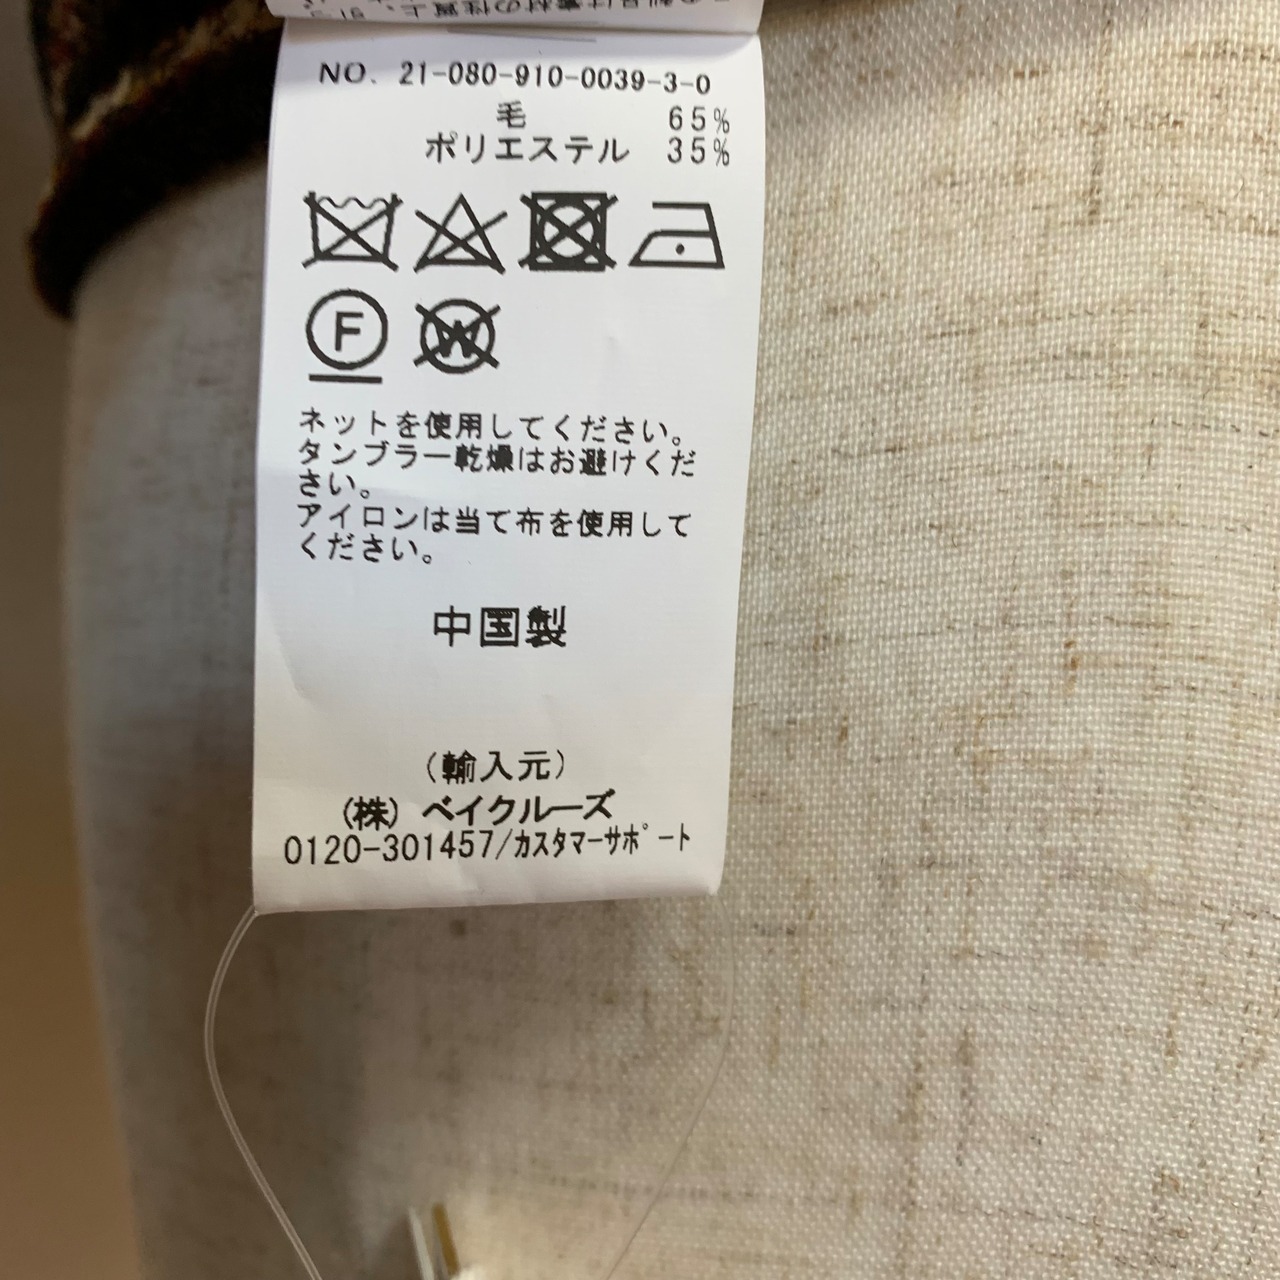 NO. 21-080-910-0039-3-0
毛 65%
ポリエステル 35%
F
W
ネットを使用してください。
タンブラー乾燥はお避けくだ
さい。
アイロンは当て布を使用して
ください。
中国製
(輸入元)
(株) ベイクルーズ
0120-301457/カスタマーサポート